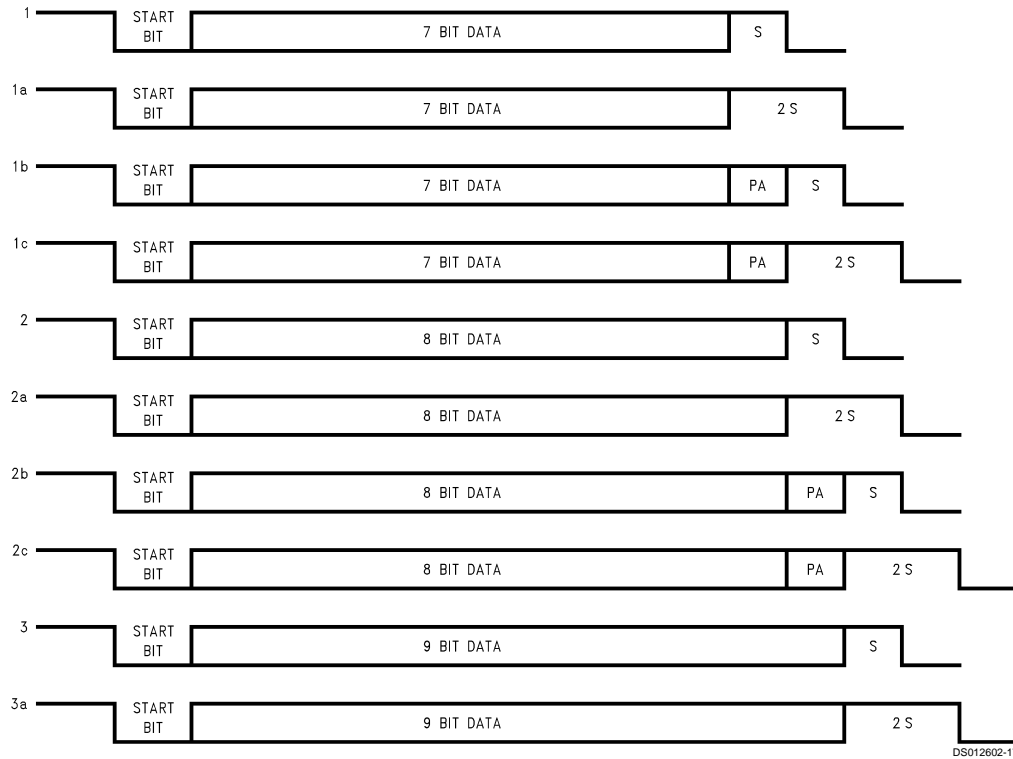 1 START BIT 7 BIT DATA S
1a START BIT 7 BIT DATA 2 S
1b START BIT 7 BIT DATA PA S
1c START BIT 7 BIT DATA PA 2 S
2 START BIT 8 BIT DATA S
2a START BIT 8 BIT DATA 2 S
2b START BIT 8 BIT DATA PA S
2c START BIT 8 BIT DATA PA 2 S
3 START BIT 9 BIT DATA S
3a START BIT 9 BIT DATA 2 S